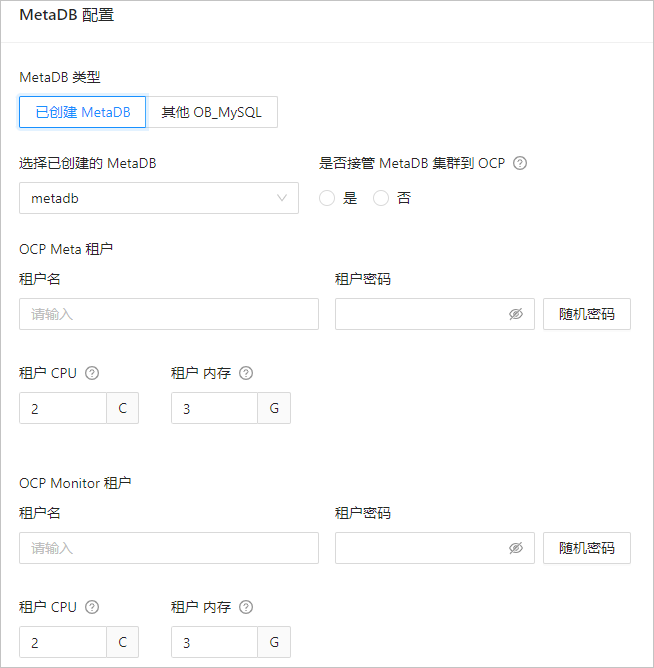 MetaDB 配置
MetaDB 类型
已创建 MetaDB 其他 OB_MySQL
选择已创建的 MetaDB 是否接管 MetaDB 集群到 OCP ?
metadb 是 否
OCP Meta 租户
租户名 租户密码
请输入 随机密码
租户 CPU ? 租户 内存 ?
2 C 3 G
OCP Monitor 租户
租户名 租户密码
请输入 随机密码
租户 CPU ? 租户 内存 ?
2 C 3 G